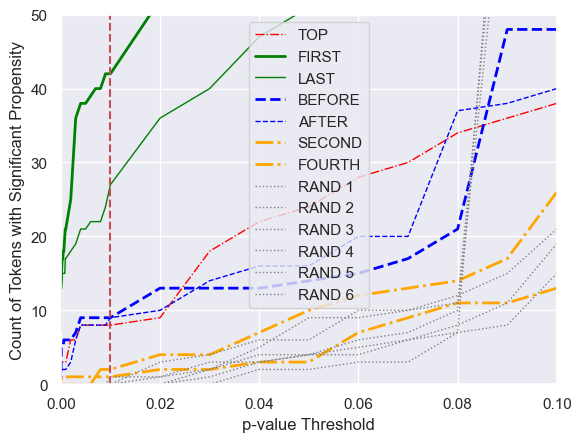 50
40
30
20
10
0
Count of Tokens with Significant Propensity
TOP
FIRST
LAST
BEFORE
AFTER
SECOND
FOURTH
RAND 1
RAND 2
RAND 3
RAND 4
RAND 5
RAND 6
0.00 0.02 0.04 0.06 0.08 0.10
p-value Threshold